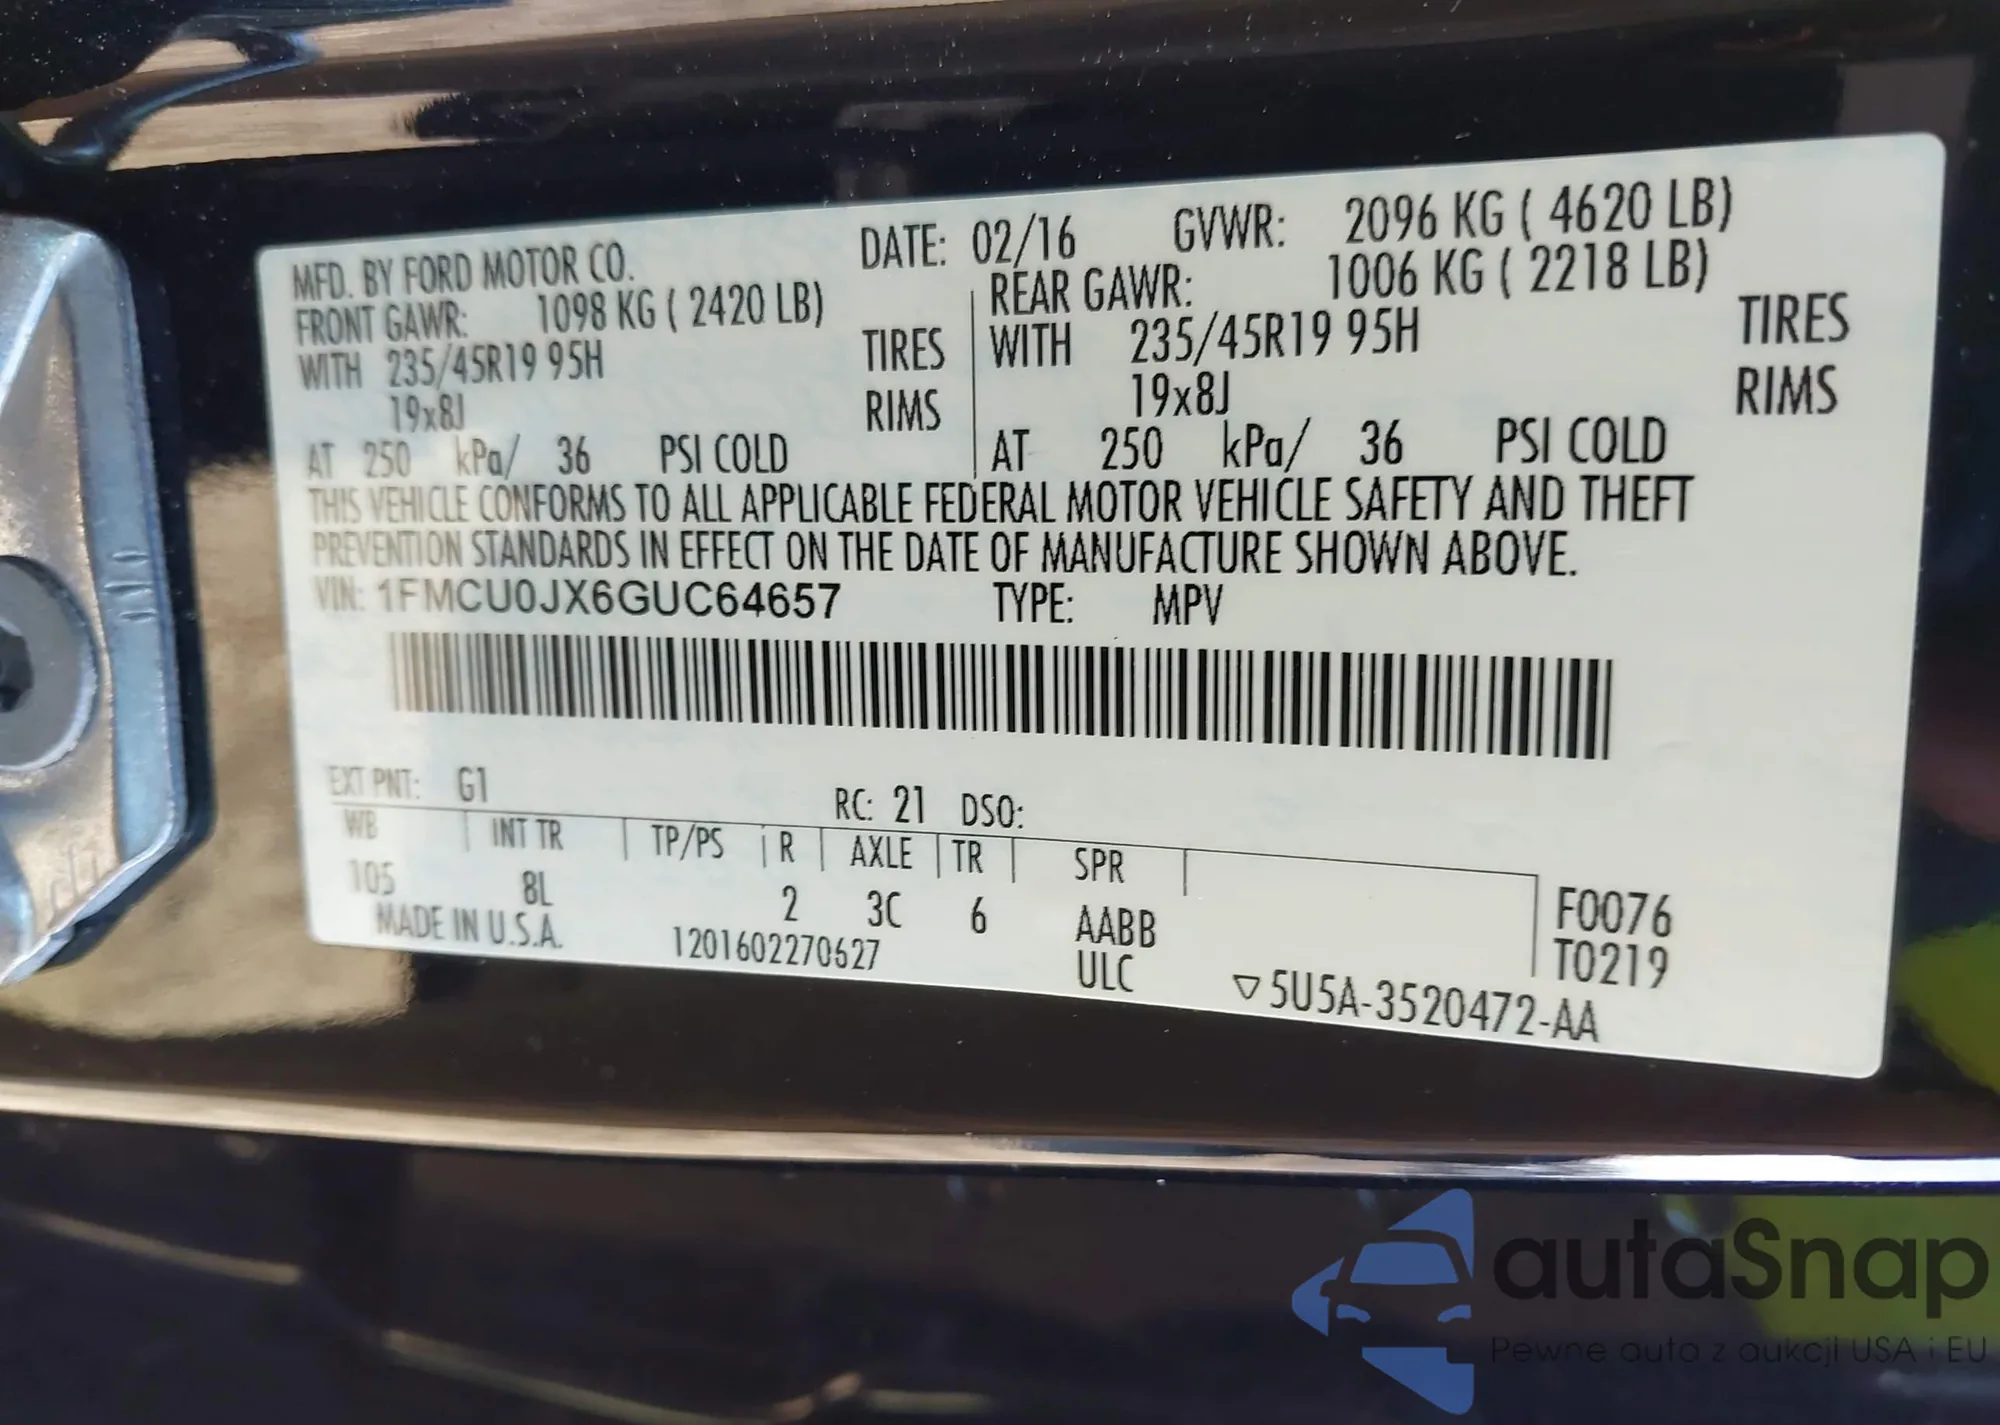 MFD. BY FORD MOTOR CO. DATE: 02/16 GVWR: 2096 KG ( 4620 LB)
FRONT GAWR: 1098 KG ( 2420 LB) REAR GAWR: 1006 KG ( 2218 LB)
WITH 235/45R19 95H TIRES WITH 235/45R19 95H TIRES
19x8J RIMS 19x8J RIMS
AT 250 kPa/ 36 PSI COLD AT 250 kPa/ 36 PSI COLD
THIS VEHICLE CONFORMS TO ALL APPLICABLE FEDERAL MOTOR VEHICLE SAFETY AND THEFT
PREVENTION STANDARDS IN EFFECT ON THE DATE OF MANUFACTURE SHOWN ABOVE.
VIN: 1FMCU0JX6GUC64657 TYPE: MPV
EXT PNT: G1 RC: 21 DSO:
WB INT TR TP/PS R AXLE TR SPR
105 8L 2 3C 6 AABB F0076
MADE IN U.S.A. 1201602270627 ULC T0219
▽5U5A-3520472-AA
autaSnap
Pewne auta z aukcji USA i EU